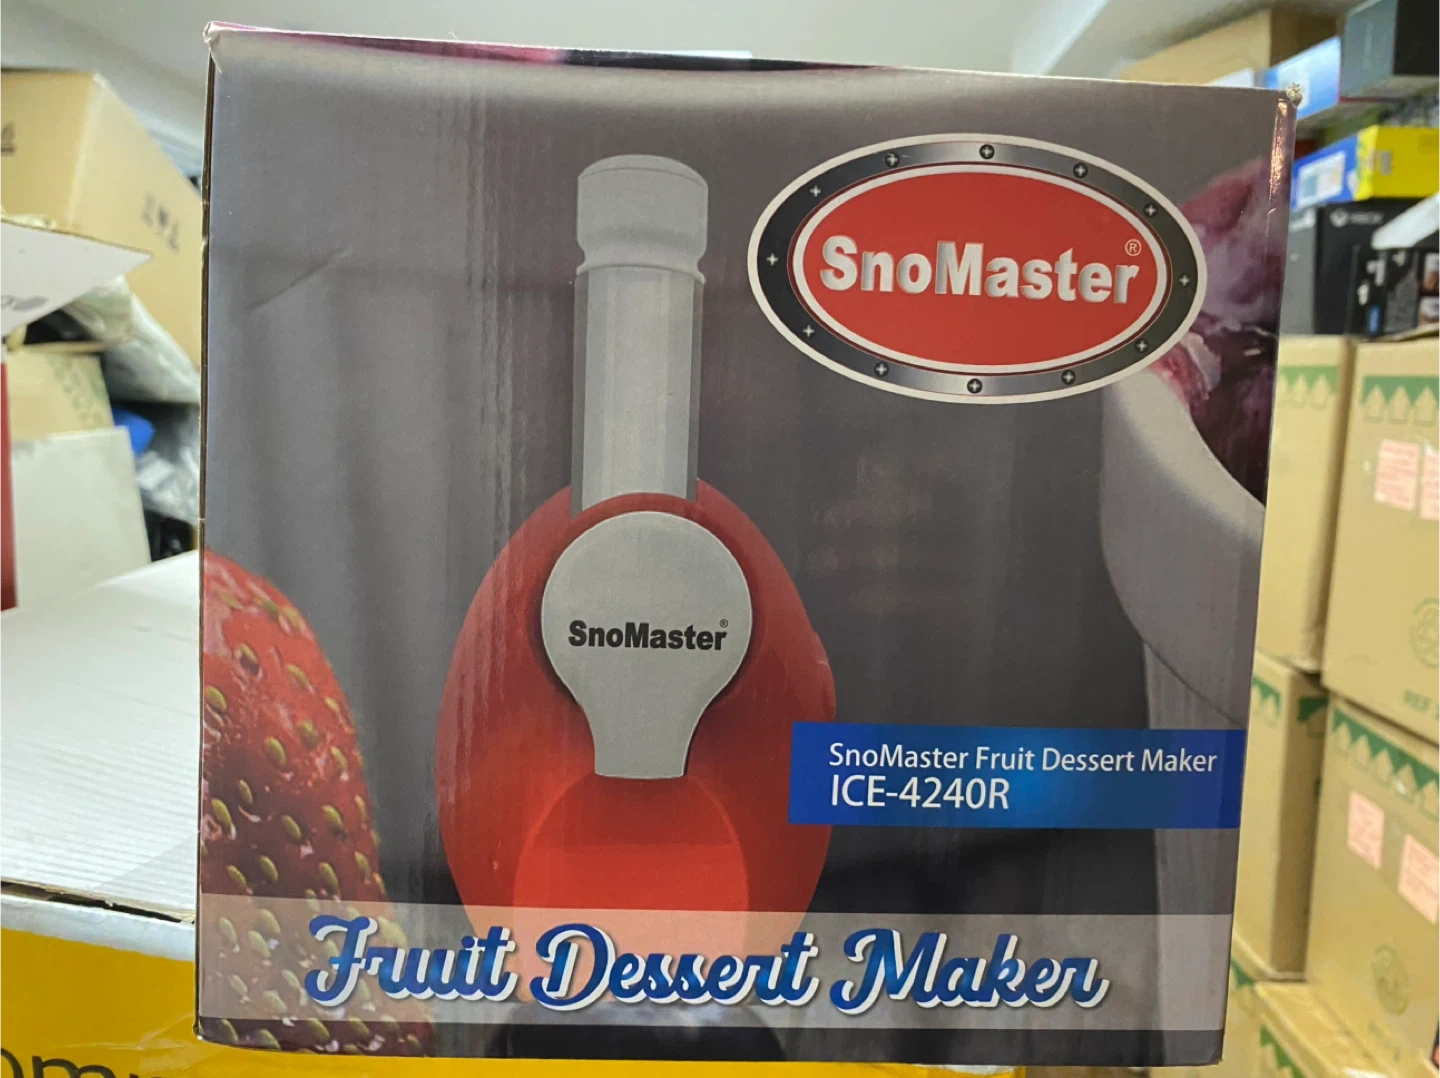 SnoMaster®
SnoMaster®
SnoMaster Fruit Dessert Maker
ICE-4240R
Fruit Dessert Maker